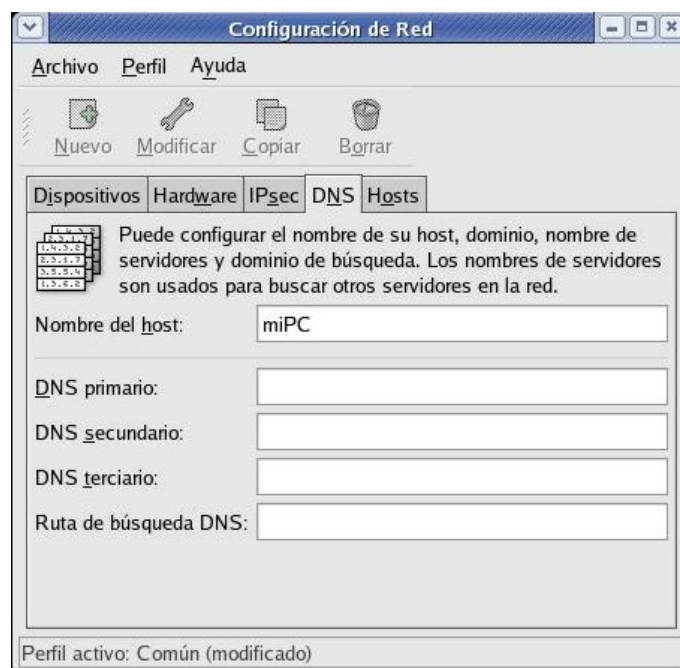 Configuración de Red
Archivo Perfil Ayuda
Nuevo Modificar Copiar Borrar
Dispositivos Hardware IPsec DNS Hosts
Puede configurar el nombre de su host, dominio, nombre de
servidores y dominio de búsqueda. Los nombres de servidores
son usados para buscar otros servidores en la red.
Nombre del host: miPC
DNS primario:
DNS secundario:
DNS terciario:
Ruta de búsqueda DNS:
Perfil activo: Común (modificado)